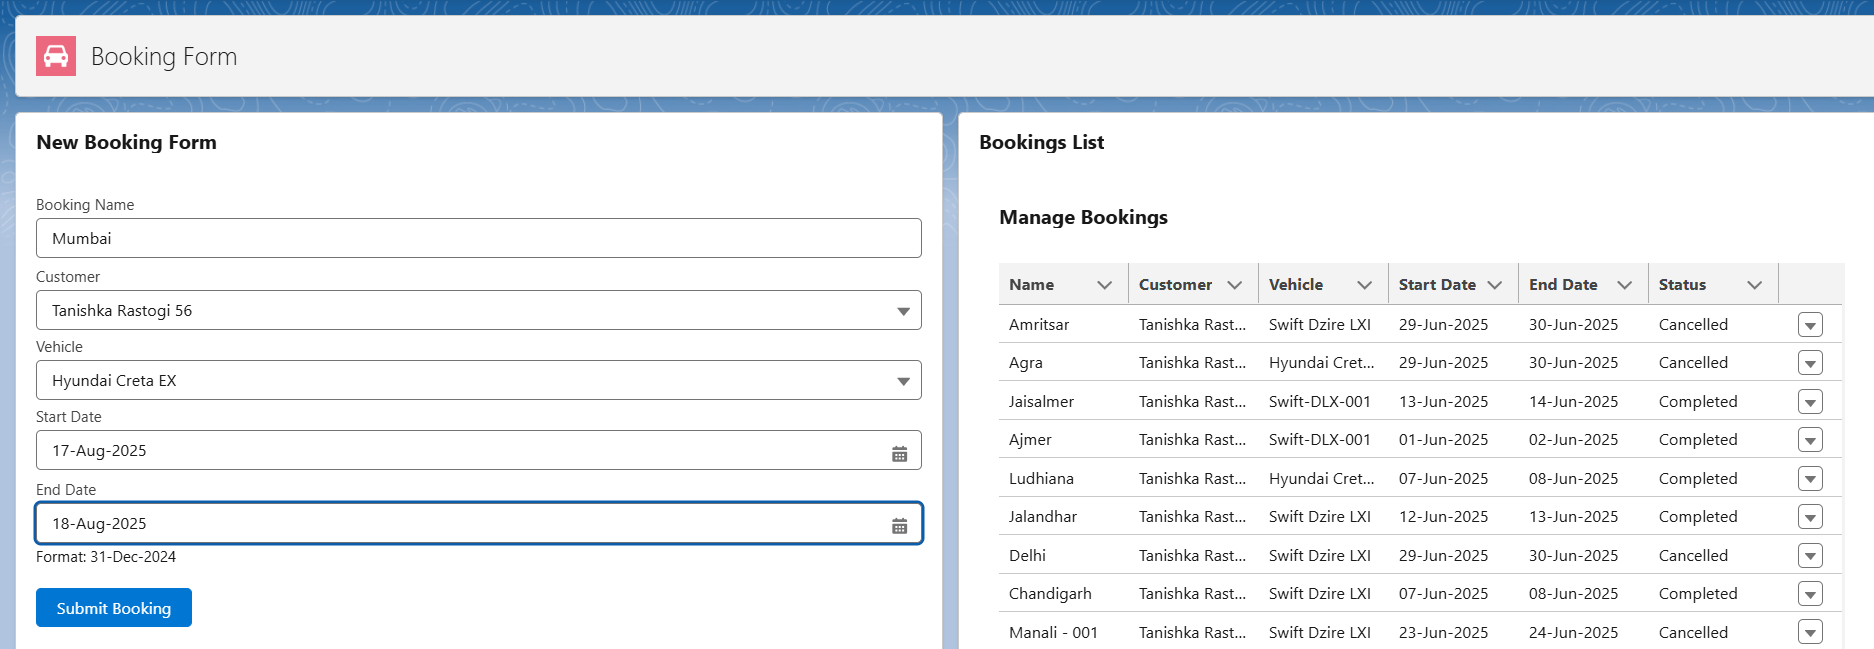 Booking Form
New Booking Form
Booking Name
Mumbai
Customer
Tanishka Rastogi 56
Vehicle
Hyundai Creta EX
Start Date
17-Aug-2025
End Date
18-Aug-2025
Format: 31-Dec-2024
Submit Booking
Bookings List
Manage Bookings
Name Customer Vehicle Start Date End Date Status
Amritsar Tanishka Rast... Swift Dzire LXI 29-Jun-2025 30-Jun-2025 Cancelled
Agra Tanishka Rast... Hyundai Cret... 29-Jun-2025 30-Jun-2025 Cancelled
Jaisalmer Tanishka Rast... Swift-DLX-001 13-Jun-2025 14-Jun-2025 Completed
Ajmer Tanishka Rast... Swift-DLX-001 01-Jun-2025 02-Jun-2025 Completed
Ludhiana Tanishka Rast... Hyundai Cret... 07-Jun-2025 08-Jun-2025 Completed
Jalandhar Tanishka Rast... Swift Dzire LXI 12-Jun-2025 13-Jun-2025 Completed
Delhi Tanishka Rast... Swift Dzire LXI 29-Jun-2025 30-Jun-2025 Cancelled
Chandigarh Tanishka Rast... Swift Dzire LXI 07-Jun-2025 08-Jun-2025 Completed
Manali - 001 Tanishka Rast... Swift Dzire LXI 23-Jun-2025 24-Jun-2025 Cancelled